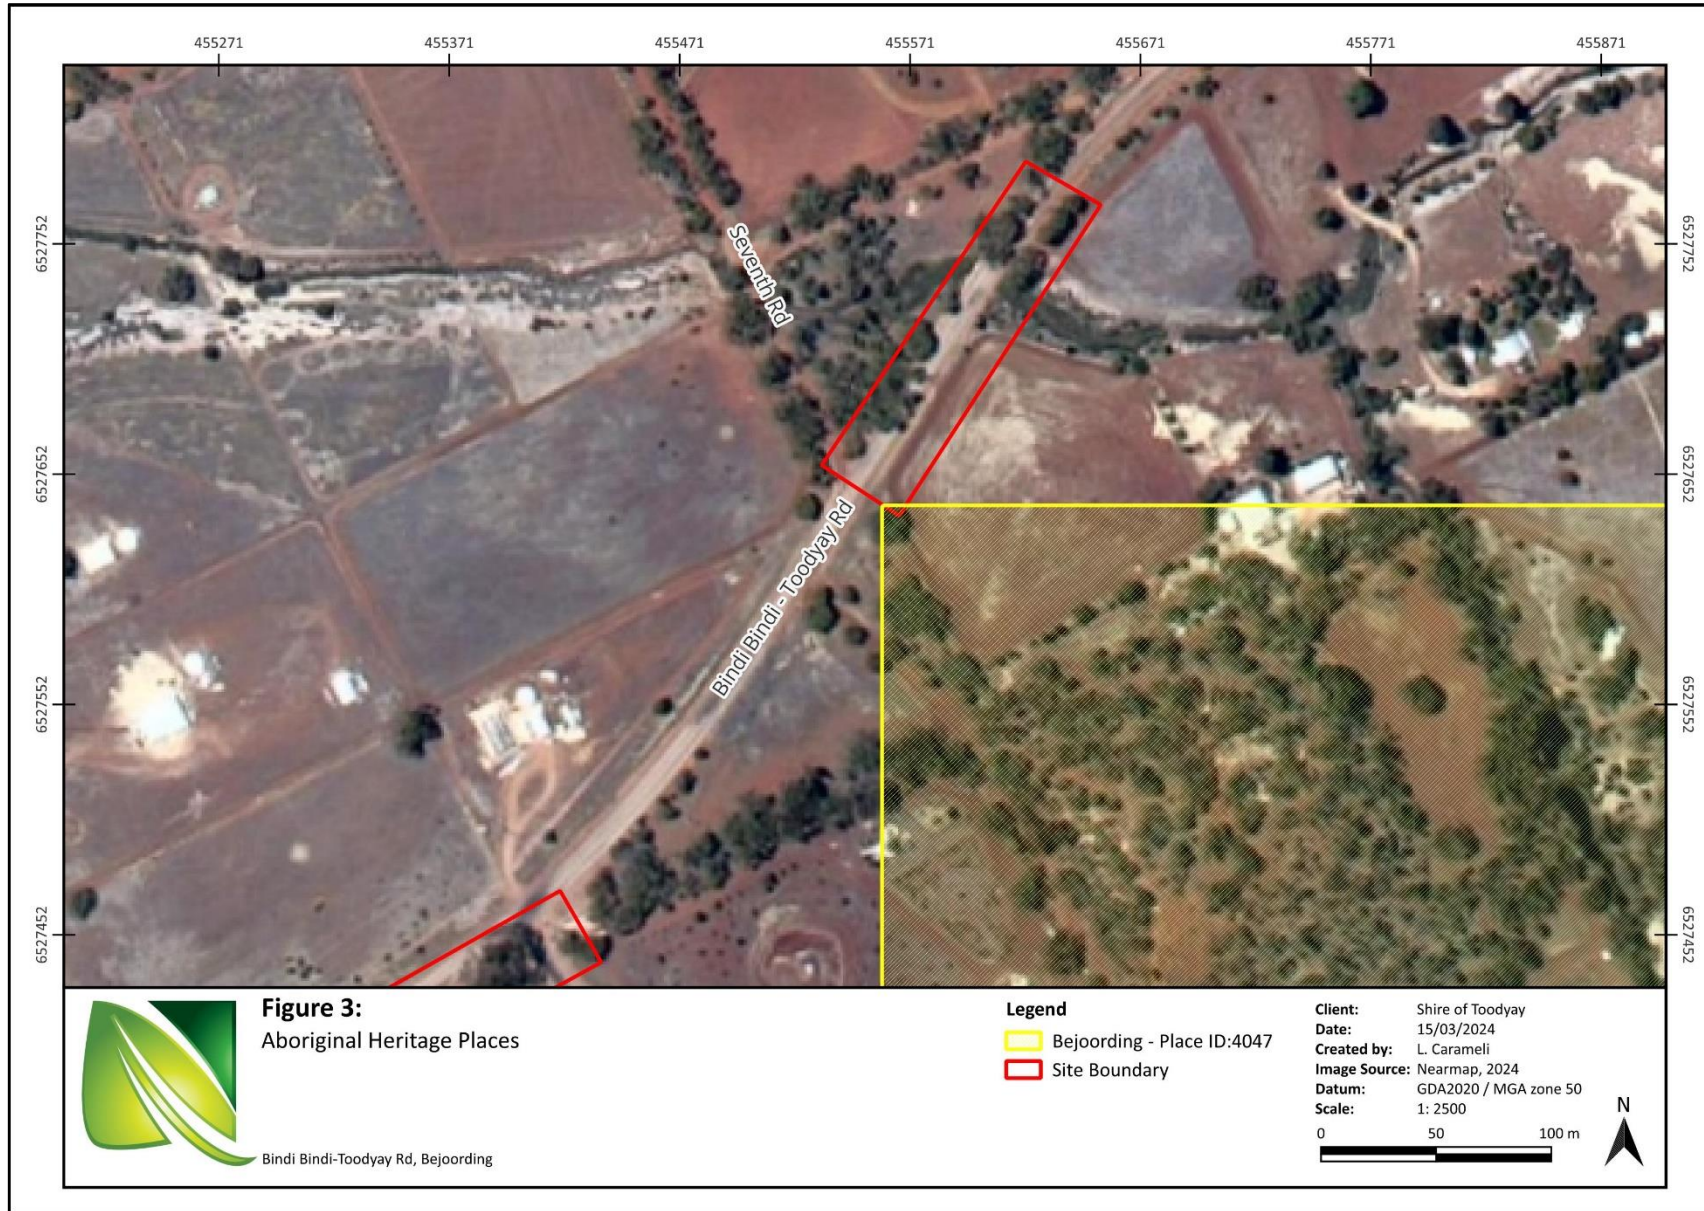 455271 455371 455471 455571 455671 455771 455871
6527752
6527652
6527552
6527452
6527752
6527652
6527552
6527452
Seventh Rd
Bindi Bindi - Toodyay Rd
Figure 3:
Aboriginal Heritage Places
Bindi Bindi-Toodyay Rd, Bejoording
Legend
Bejoording - Place ID:4047
Site Boundary
Client: Shire of Toodyay
Date: 15/03/2024
Created by: L. Carameli
Image Source: Nearmap, 2024
Datum: GDA2020 / MGA zone 50
Scale: 1: 2500
0 50 100 m
N